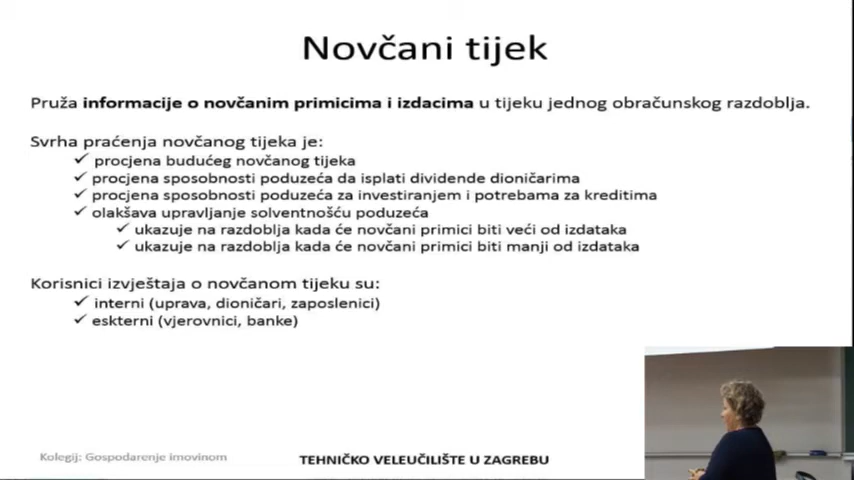 Novčani tijek
Pruža informacije o novčanim primicima i izdacima u tijeku jednog obračunskog razdoblja.
Svrha praćenja novčanog tijeka je:
✓ procjena budućeg novčanog tijeka
✓ procjena sposobnosti poduzeća da isplati dividende dioničarima
✓ procjena sposobnosti poduzeća za investiranjem i potrebama za kreditima
✓ olakšava upravljanje solventnošću poduzeća
✓ ukazuje na razdoblja kada će novčani primici biti veći od izdataka
✓ ukazuje na razdoblja kada će novčani primici biti manji od izdataka
Korisnici izvještaja o novčanom tijeku su:
✓ interni (uprava, dioničari, zaposlenici)
✓ eskterni (vjerovnici, banke)
Kolegij: Gospodarenje imovinom
TEHNIČKO VELEUČILIŠTE U ZAGREBU